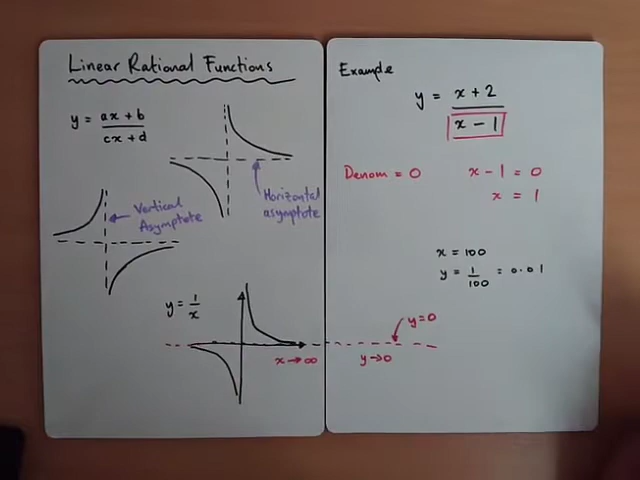 Linear Rational Functions
y = ax + b / cx + d
Horizontal
asymptote
Vertical
Asymptote
y = 1/x
x → ∞
Example
y = x + 2 / x - 1
Denom = 0 x - 1 = 0
x = 1
x = 100
y = 1/100 = 0.01
y = 0
y → 0